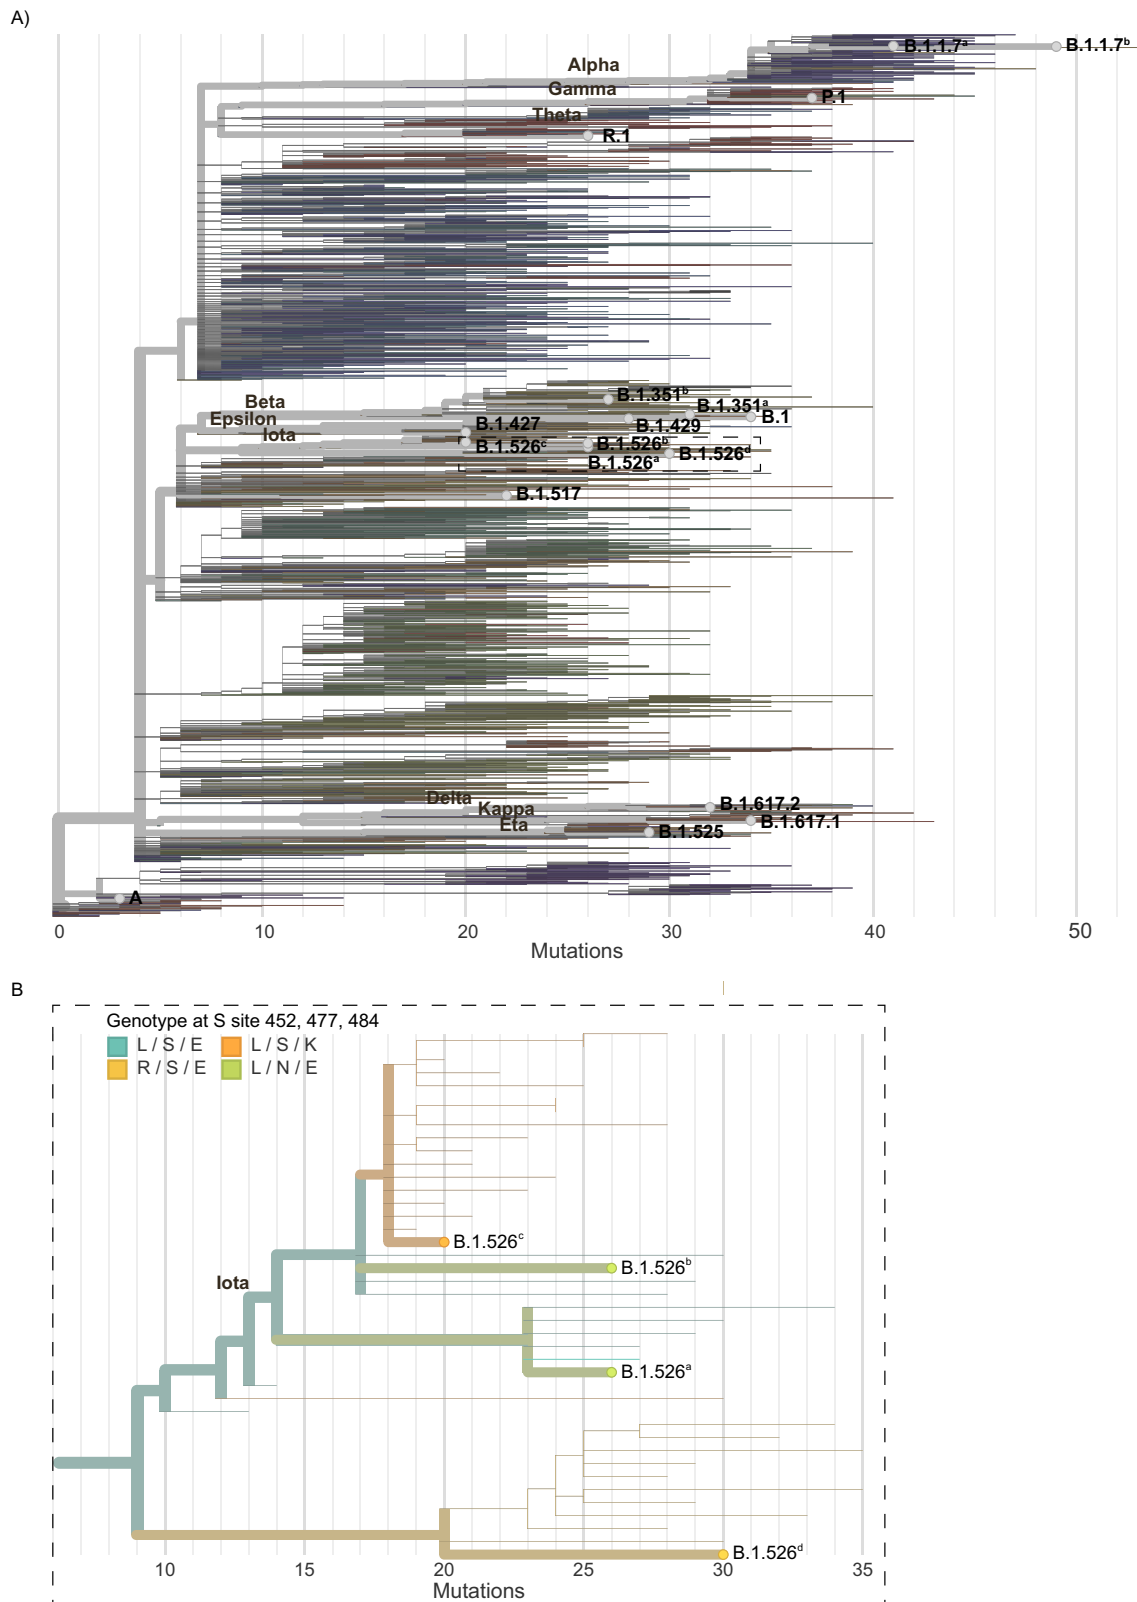 A)
B.1.1.7ᵃ
B.1.1.7ᵇ
Alpha
Gamma
P.1
Theta
R.1
B.1.351ᵇ
Beta
B.1.351ᵃ
B.1
Epsilon
B.1.427
B.1.429
Iota
B.1.526ᶜ
B.1.526ᵇ
B.1.526ᵈ
B.1.526ᵃ
B.1.517
Delta
B.1.617.2
Kappa
B.1.617.1
Eta
B.1.525
A
0 10 20 30 40 50
Mutations
B
Genotype at S site 452, 477, 484
L / S / E L / S / K
R / S / E L / N / E
B.1.526ᶜ
B.1.526ᵇ
Iota
B.1.526ᵃ
B.1.526ᵈ
10 15 20 25 30 35
Mutations